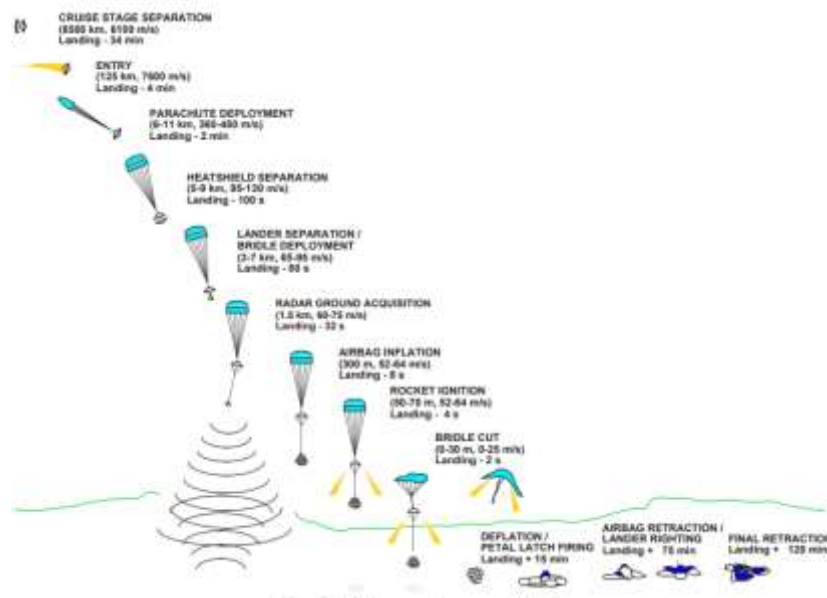 CRUISE STAGE SEPARATION
(8500 km, 6100 m/s)
Landing - 34 min
ENTRY
(125 km, 7600 m/s)
Landing - 4 min
PARACHUTE DEPLOYMENT
(6-11 km, 360-450 m/s)
Landing - 2 min
HEATSHIELD SEPARATION
(5-9 km, 95-130 m/s)
Landing - 100 s
LANDER SEPARATION /
BRIDLE DEPLOYMENT
(3-7 km, 65-95 m/s)
Landing - 80 s
RADAR GROUND ACQUISITION
(1.5 km, 60-75 m/s)
Landing - 32 s
AIRBAG INFLATION
(300 m, 52-64 m/s)
Landing - 8 s
ROCKET IGNITION
(50-70 m, 52-64 m/s)
Landing - 4 s
BRIDLE CUT
(0-30 m, 0-25 m/s)
Landing - 2 s
DEFLATION /
PETAL LATCH FIRING
Landing + 15 min
AIRBAG RETRACTION /
LANDER RIGHTING
Landing + 75 min
FINAL RETRACTION
Landing + 120 min